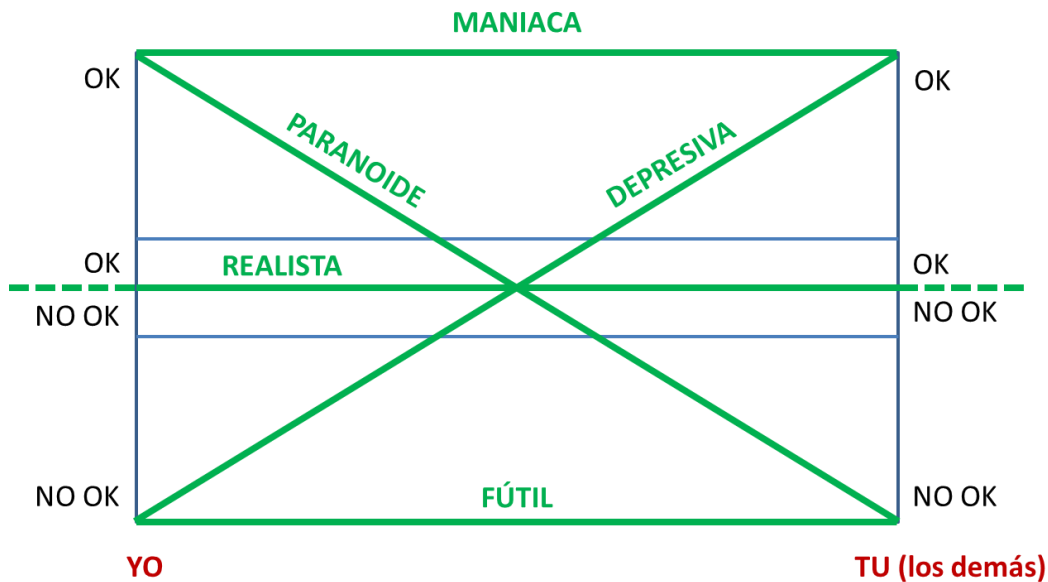 MANIACA
OK
OK
PARANOIDE
DEPRESIVA
OK
REALISTA
OK
NO OK
NO OK
NO OK
FÚTIL
NO OK
YO
TU (los demás)